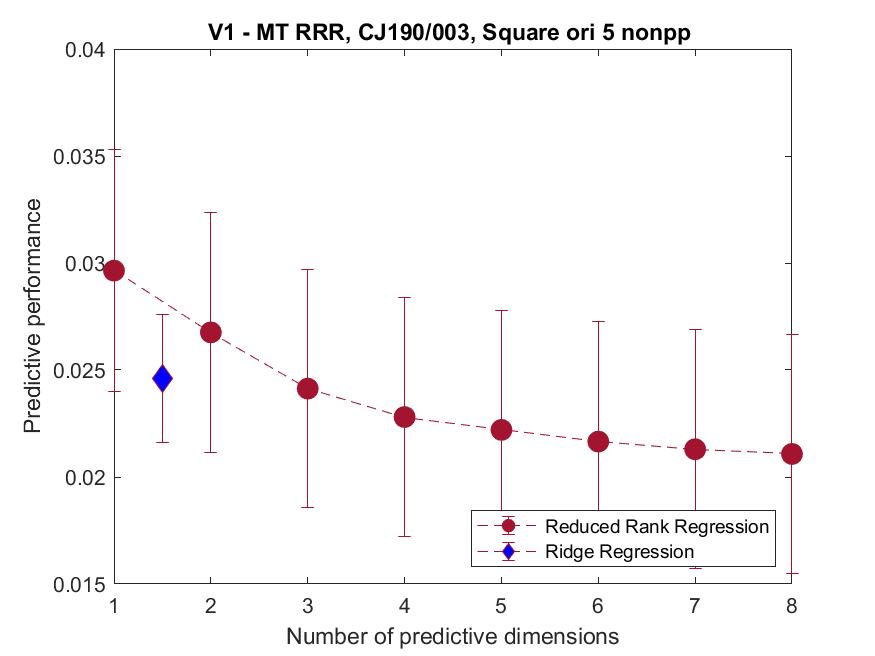 V1 - MT RRR, CJ190/003, Square ori 5 nonpp
0.04
0.035
0.03
0.025
0.02
0.015
Predictive performance
1 2 3 4 5 6 7 8
Number of predictive dimensions
Reduced Rank Regression
Ridge Regression